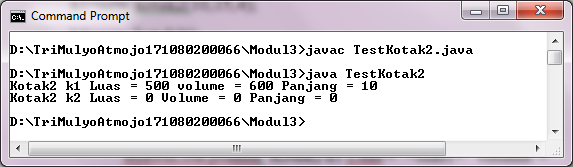 Command Prompt
D:\TriMulyoAtmojo171080200066\Modul3>javac TestKotak2.java
D:\TriMulyoAtmojo171080200066\Modul3>java TestKotak2
Kotak2 k1 Luas = 500 volume = 600 Panjang = 10
Kotak2 k2 Luas = 0 Volume = 0 Panjang = 0
D:\TriMulyoAtmojo171080200066\Modul3>